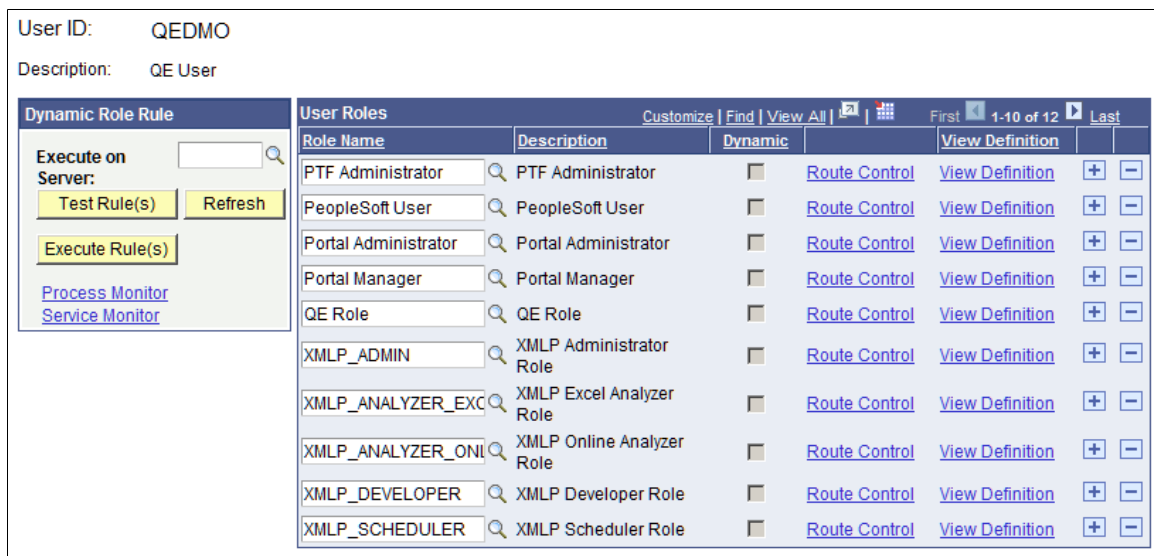 User ID: QEDMO
Description: QE User
Dynamic Role Rule
Execute on
Server:
Test Rule(s) Refresh
Execute Rule(s)
Process Monitor
Service Monitor
User Roles Customize | Find | View All | | First 1-10 of 12 Last
Role Name Description Dynamic View Definition
PTF Administrator PTF Administrator Route Control View Definition
PeopleSoft User PeopleSoft User Route Control View Definition
Portal Administrator Portal Administrator Route Control View Definition
Portal Manager Portal Manager Route Control View Definition
QE Role QE Role Route Control View Definition
XMLP_ADMIN XMLP Administrator Route Control View Definition
Role
XMLP_ANALYZER_EXC XMLP Excel Analyzer Route Control View Definition
Role
XMLP_ANALYZER_ONL XMLP Online Analyzer Route Control View Definition
Role
XMLP_DEVELOPER XMLP Developer Role Route Control View Definition
XMLP_SCHEDULER XMLP Scheduler Role Route Control View Definition